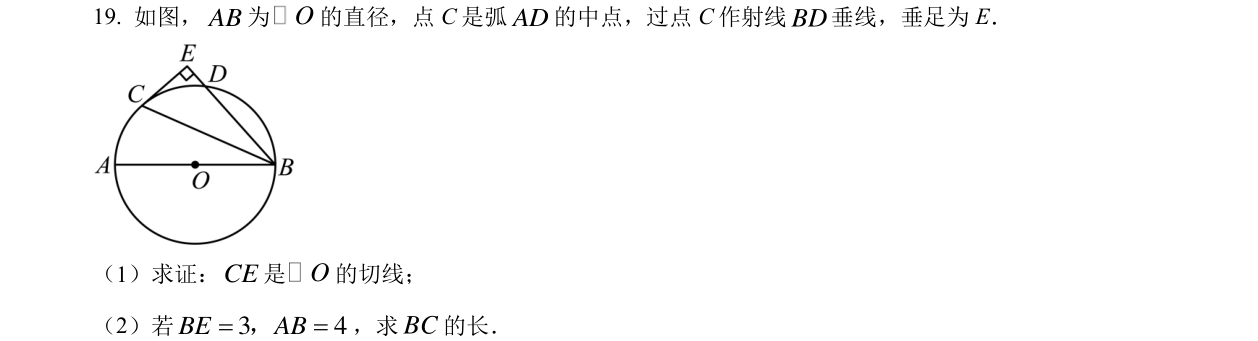 19. 如图， AB 为□ O 的直径，点 C 是弧 AD 的中点，过点 C 作射线 BD 垂线，垂足为 E．
E
D
C
A
B
O
（1）求证： CE 是□ O 的切线；
（2）若 BE = 3，AB = 4 ，求 BC 的长．